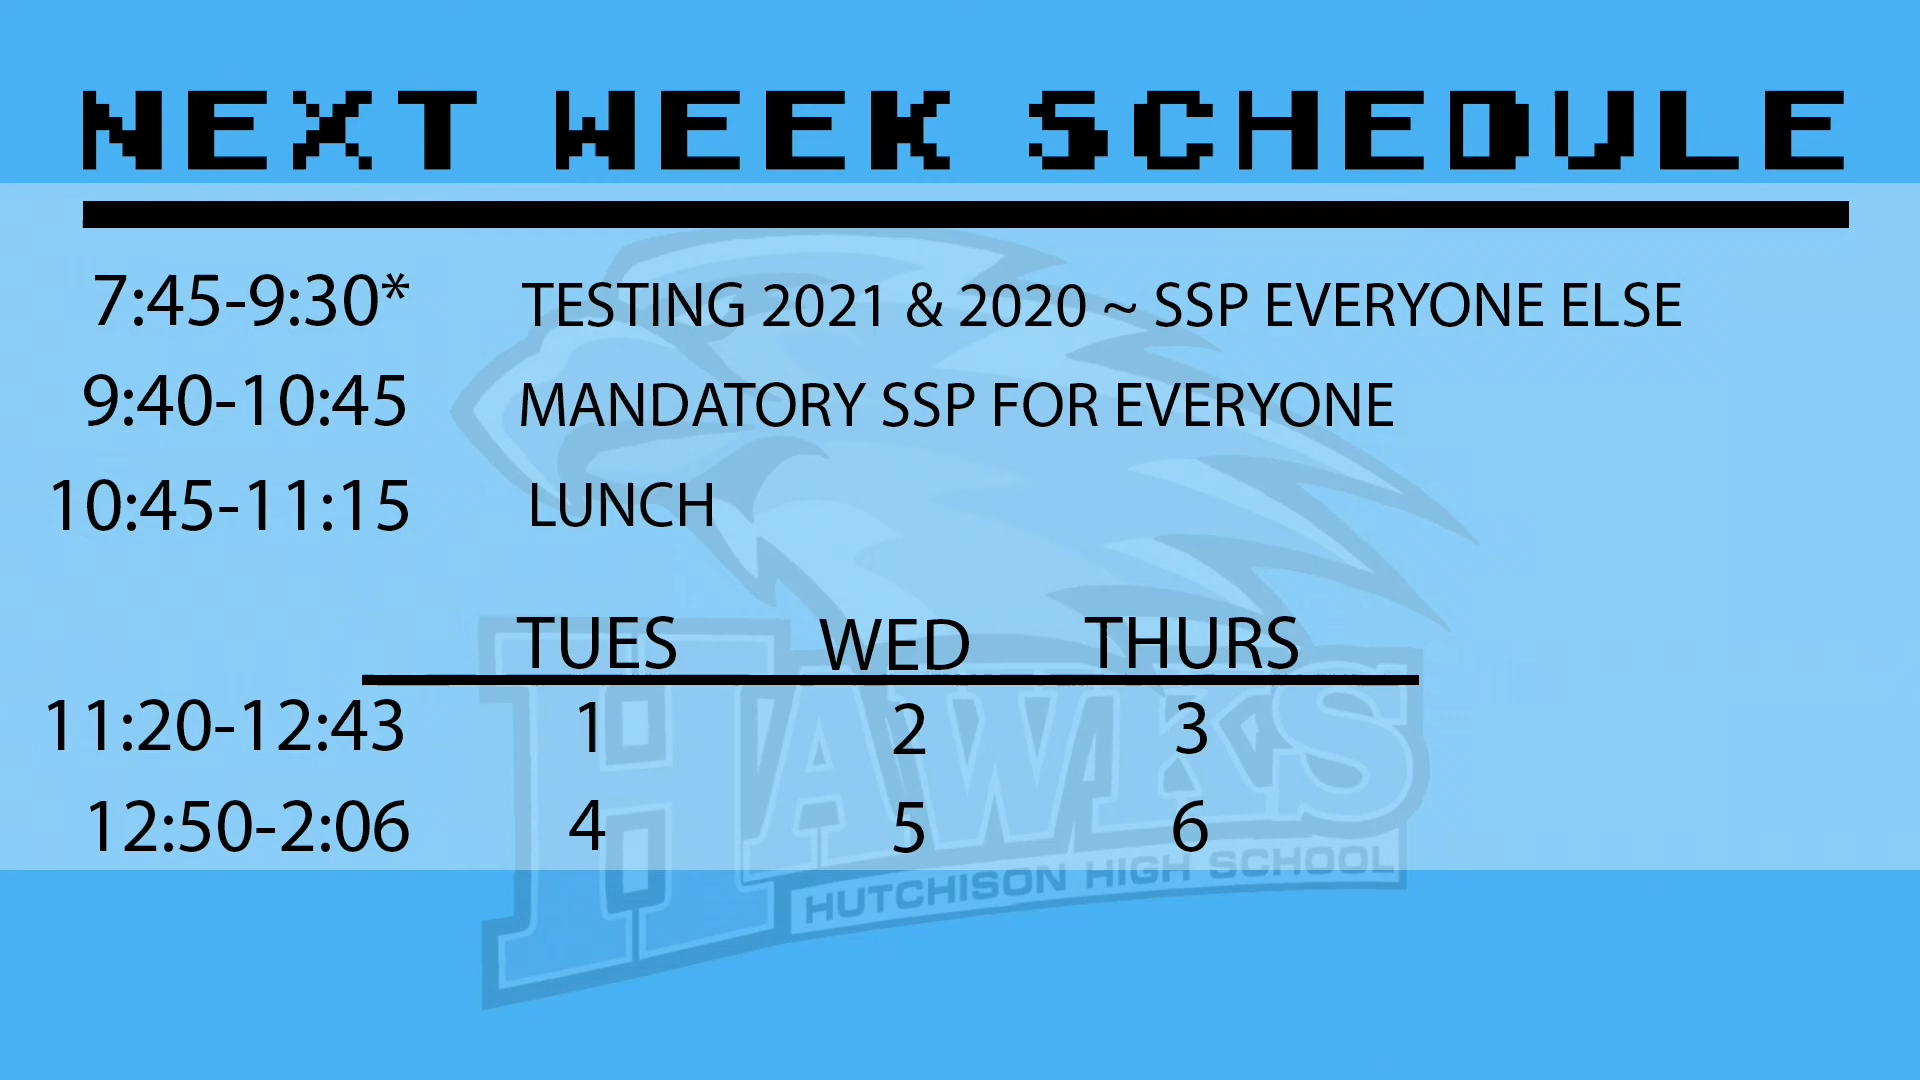 NEXT WEEK SCHEDULE
7:45-9:30* TESTING 2021 & 2020 ~ SSP EVERYONE ELSE
9:40-10:45 MANDATORY SSP FOR EVERYONE
10:45-11:15 LUNCH
TUES WED THURS
11:20-12:43 1 2 3
12:50-2:06 4 5 6
HAWKS
HUTCHISON HIGH SCHOOL